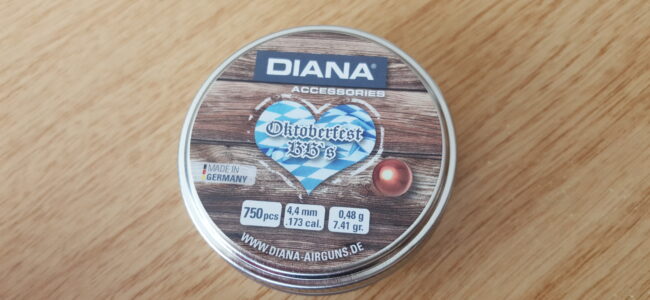 DIANA®
ACCESSORIES
Oktoberfest
BB's
MADE IN
GERMANY
750 pcs
4,4 mm
.173 cal.
0,48 g
7.41 gr.
WWW.DIANA-AIRGUNS.DE